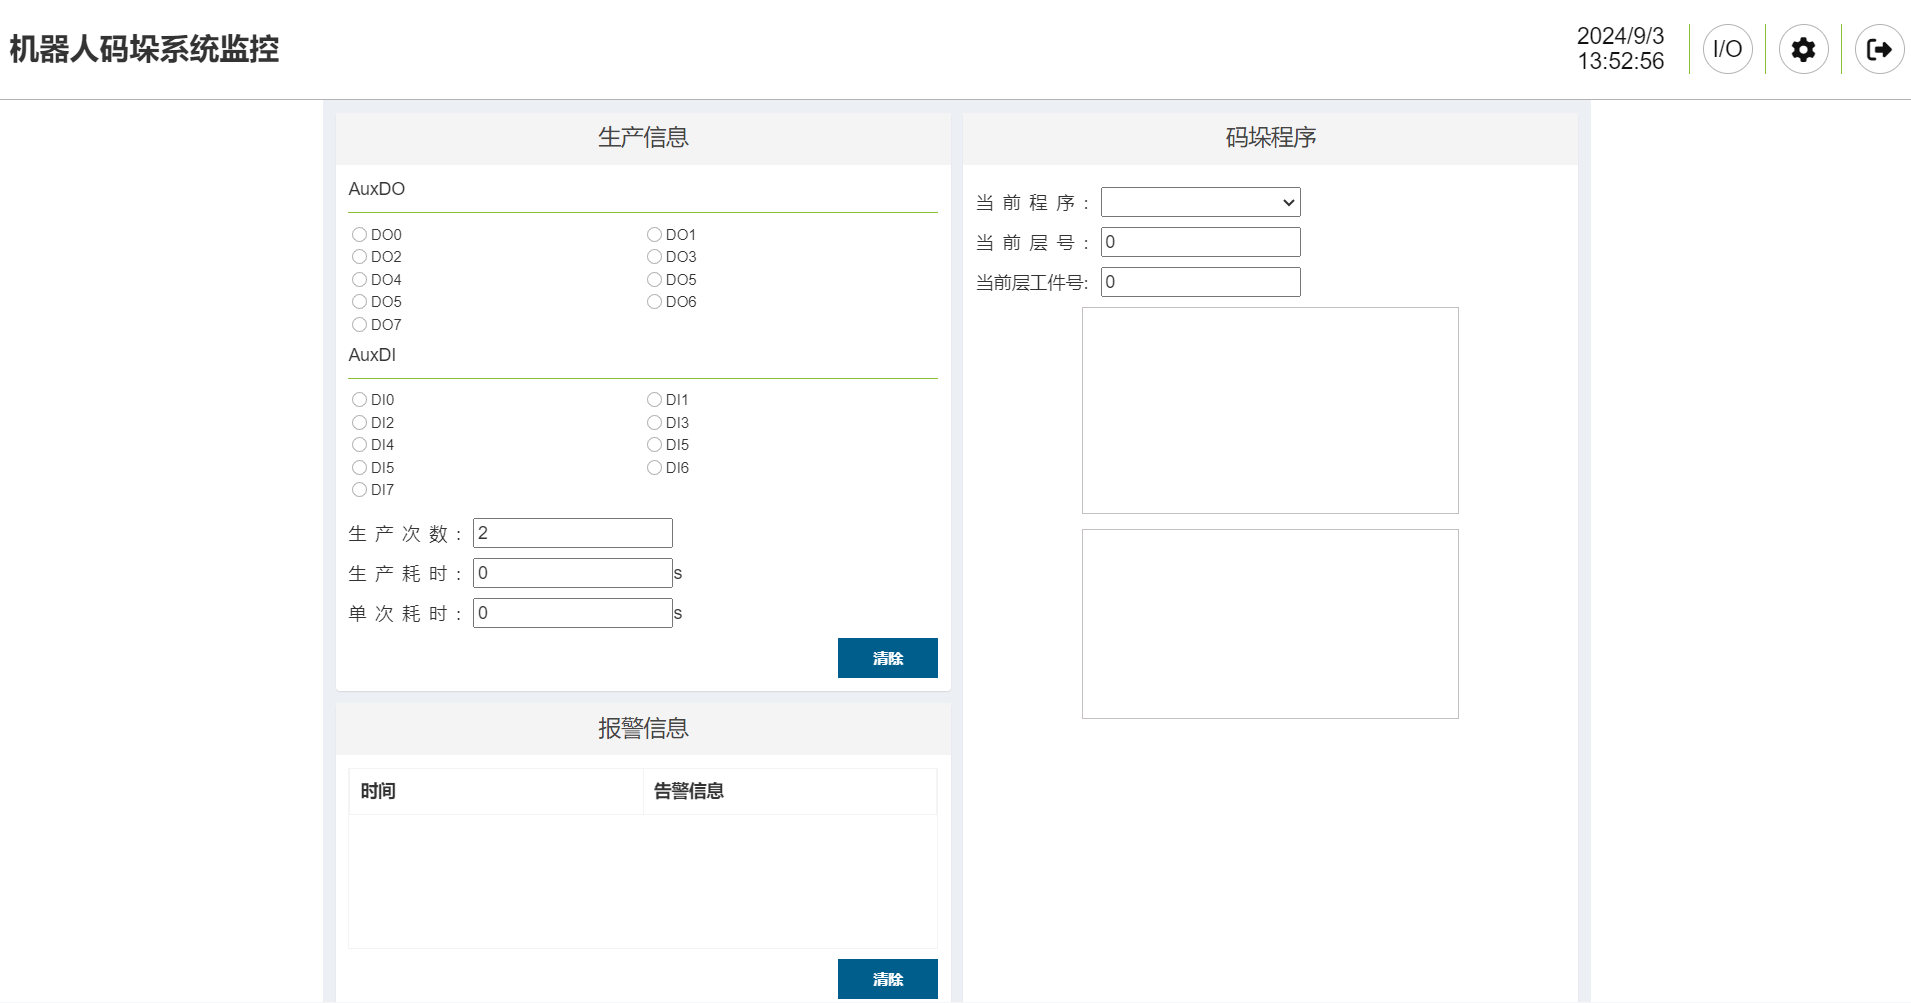 机器人码垛系统监控
2024/9/3
13:52:56
I/O
生产信息
AuxDO
DO0 DO1
DO2 DO3
DO4 DO5
DO5 DO6
DO7
AuxDI
DI0 DI1
DI2 DI3
DI4 DI5
DI5 DI6
DI7
生产次数: 2
生产耗时: 0 s
单次耗时: 0 s
清除
报警信息
时间 告警信息
清除
码垛程序
当前程序:
当前层号: 0
当前层工件号: 0